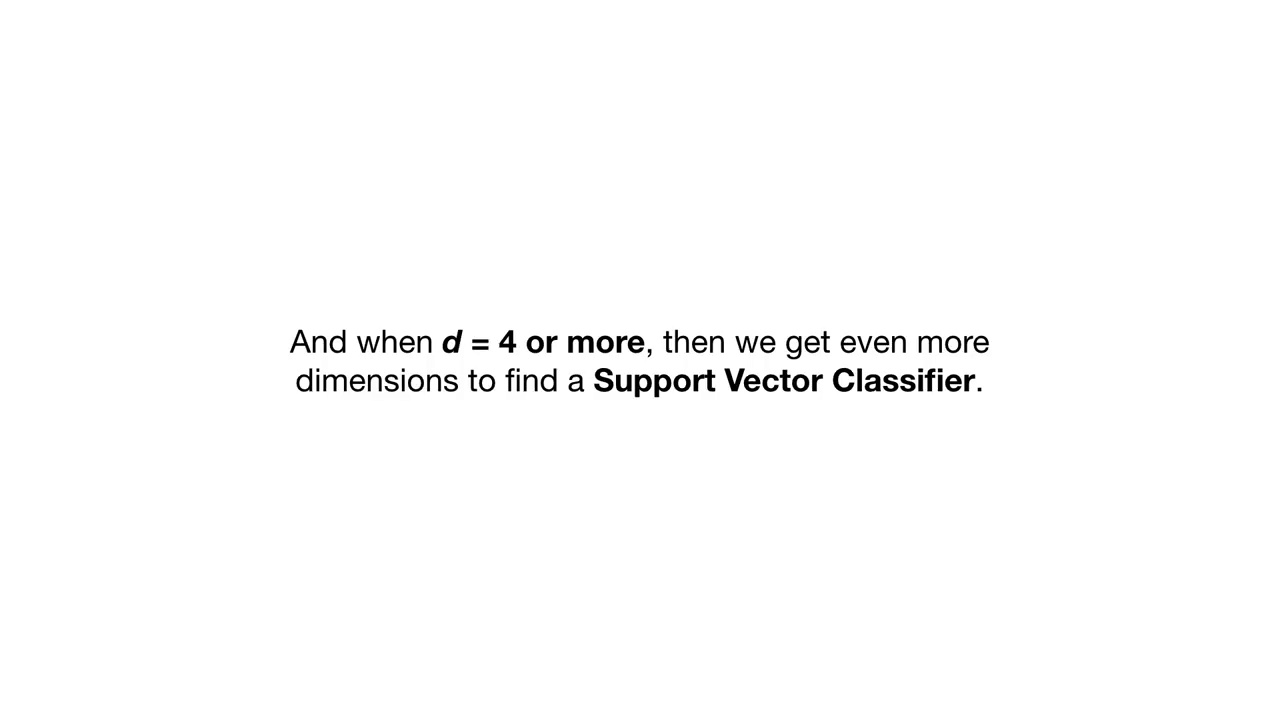 And when d = 4 or more, then we get even more
dimensions to find a Support Vector Classifier.